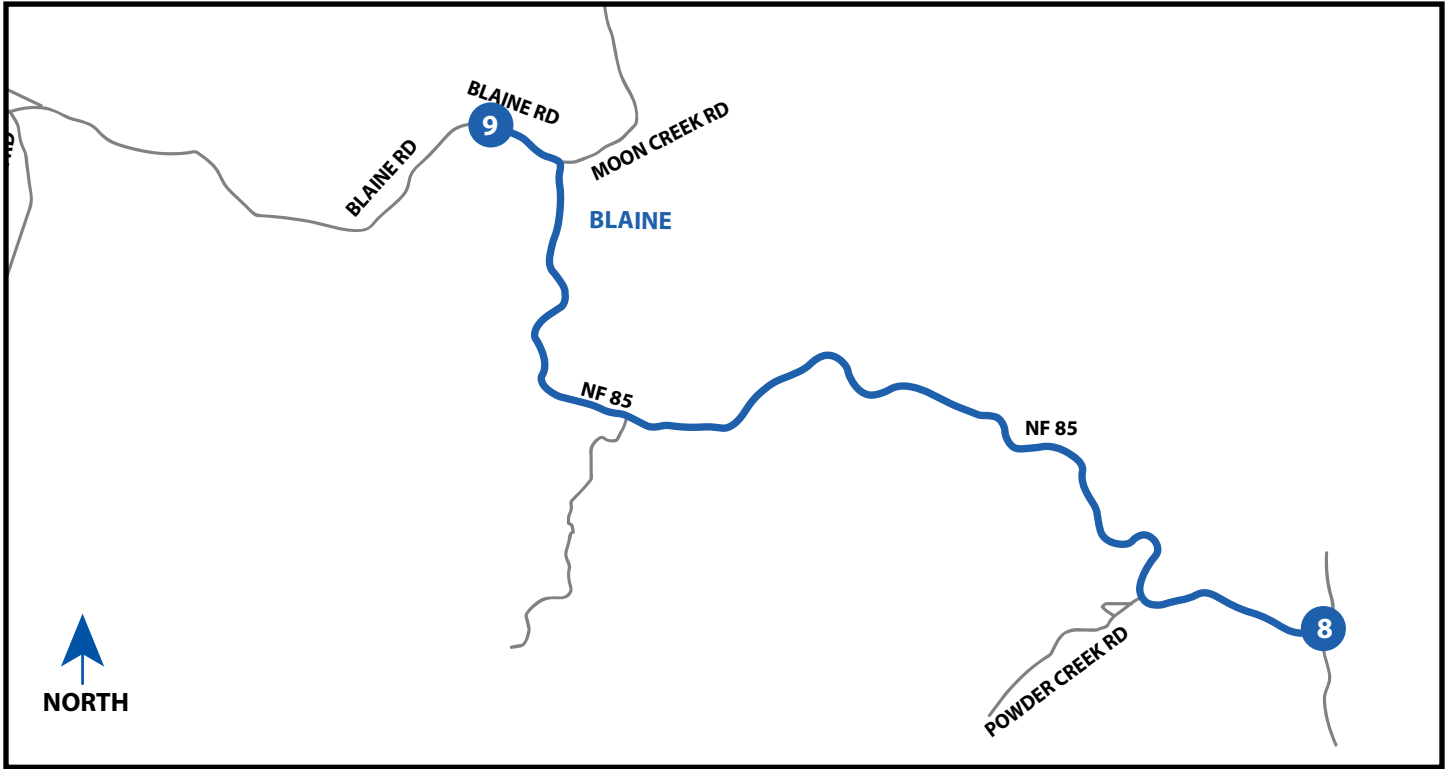 BLAINE RD
9
MOON CREEK RD
BLAINE RD
BLAINE
NF 85
NF 85
8
POWDER CREEK RD
NORTH